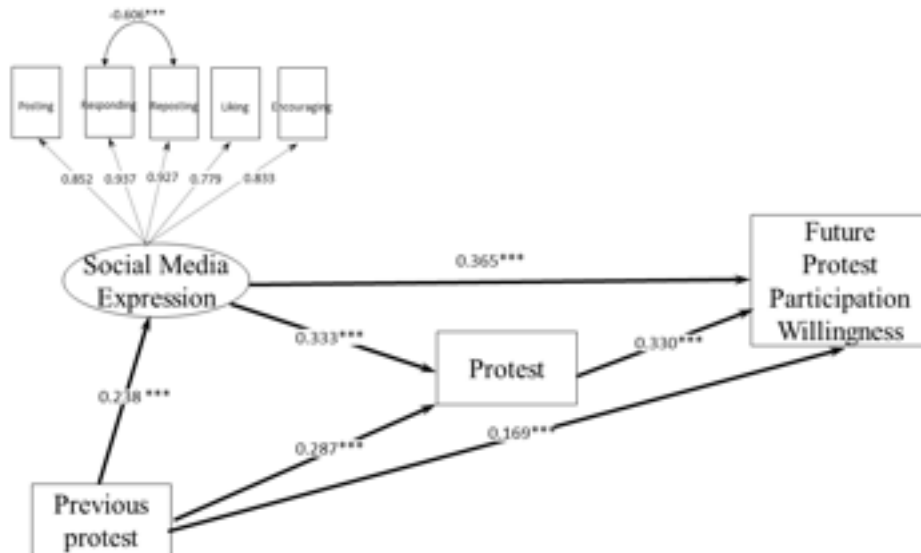 -0.606***
Posting
Responding
Reposting
Liking
Encouraging
0.852
0.937
0.927
0.779
0.833
Social Media
Expression
0.365***
Future
Protest
Participation
Willingness
0.333***
Protest
0.330***
0.238 ***
0.287***
0.169***
Previous
protest